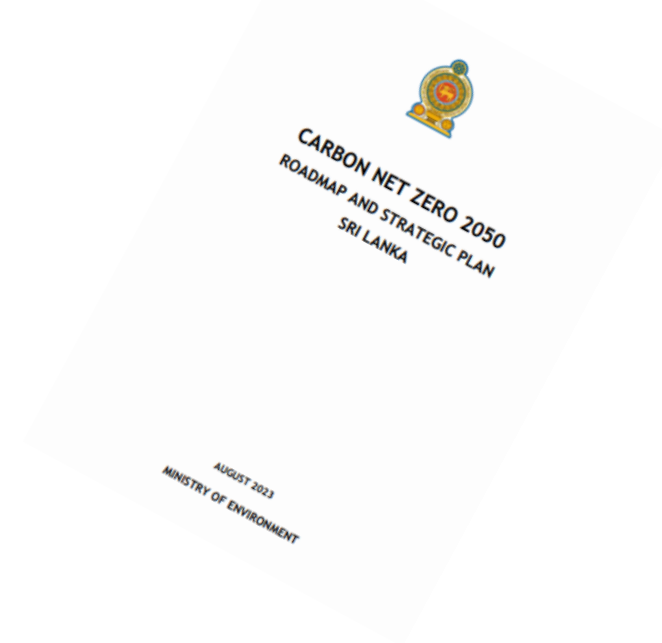 CARBON NET ZERO 2050
ROADMAP AND STRATEGIC PLAN
SRI LANKA
AUGUST 2023
MINISTRY OF ENVIRONMENT